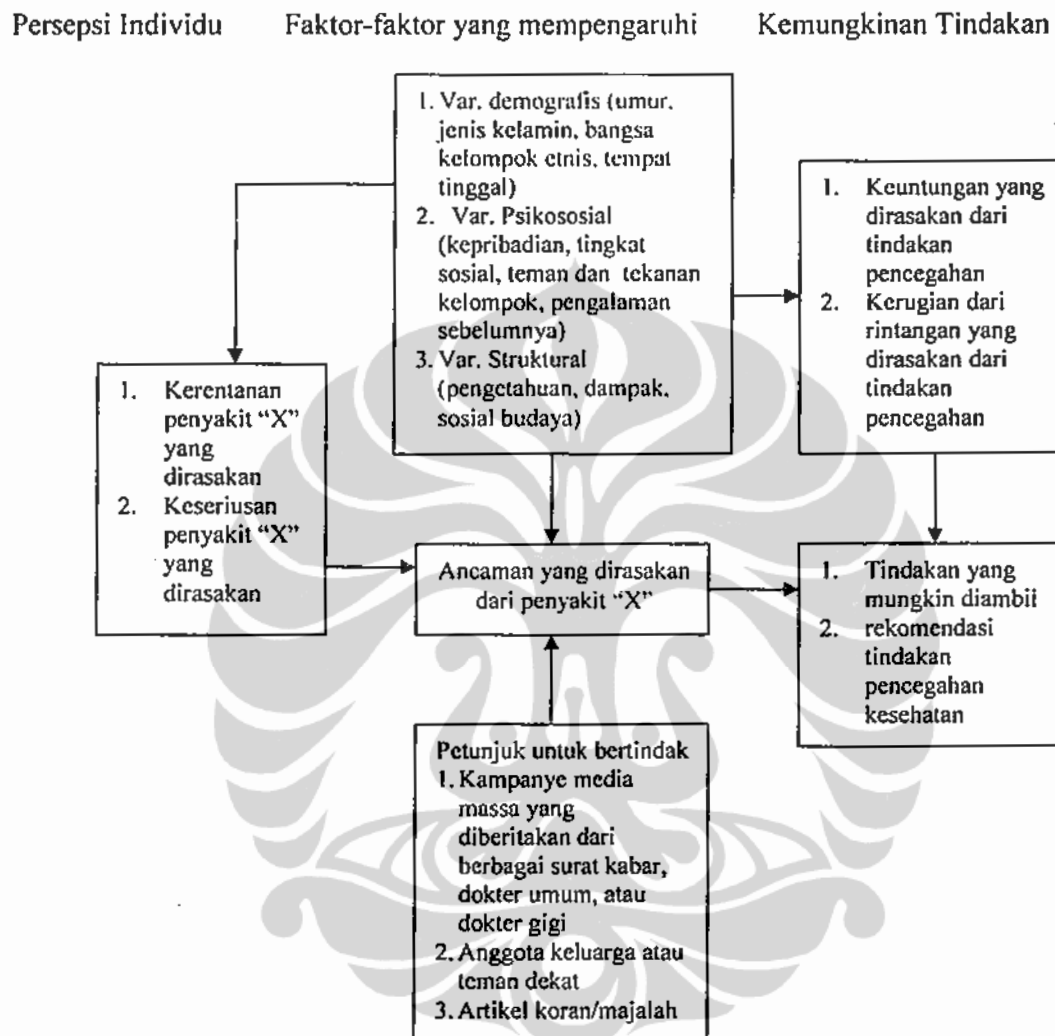 Persepsi Individu Faktor-faktor yang mempengaruhi Kemungkinan Tindakan
1. Var. demografis (umur,
jenis kelamin, bangsa
kelompok etnis, tempat
tinggal)
2. Var. Psikososial
(kepribadian, tingkat
sosial, teman dan tekanan
kelompok, pengalaman
sebelumnya)
3. Var. Struktural
(pengetahuan, dampak,
sosial budaya)
1. Keuntungan yang
dirasakan dari
tindakan
pencegahan
2. Kerugian dari
rintangan yang
dirasakan dari
tindakan
pencegahan
1. Kerentanan
penyakit "X"
yang
dirasakan
2. Keseriusan
penyakit "X"
yang
dirasakan
Ancaman yang dirasakan
dari penyakit "X"
1. Tindakan yang
mungkin diambil
2. rekomendasi
tindakan
pencegahan
kesehatan
Petunjuk untuk bertindak
1. Kampanye media
massa yang
diberitakan dari
berbagai surat kabar,
dokter umum, atau
dokter gigi
2. Anggota keluarga atau
teman dekat
3. Artikel koran/majalah